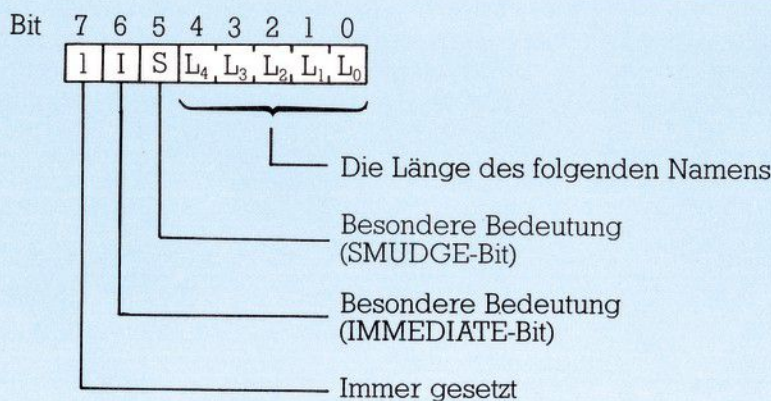 Bit 7 6 5 4 3 2 1 0
1 I S L₄ L₃ L₂ L₁ L₀
Die Länge des folgenden Namens
Besondere Bedeutung
(SMUDGE-Bit)
Besondere Bedeutung
(IMMEDIATE-Bit)
Immer gesetzt